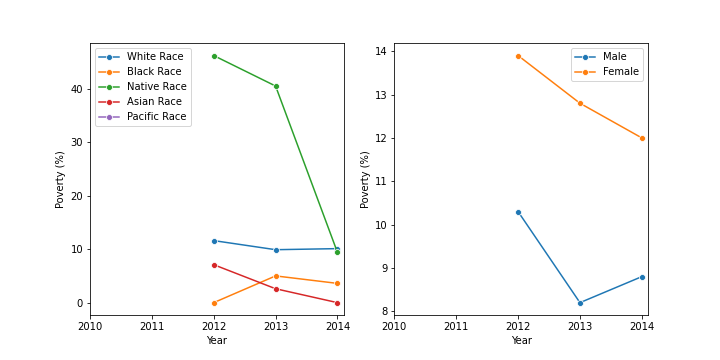 White Race
Black Race
Native Race
Asian Race
Pacific Race
40
30
20
10
0
Poverty (%)
2010 2011 2012 2013 2014
Year
Male
Female
14
13
12
11
10
9
8
Poverty (%)
2010 2011 2012 2013 2014
Year